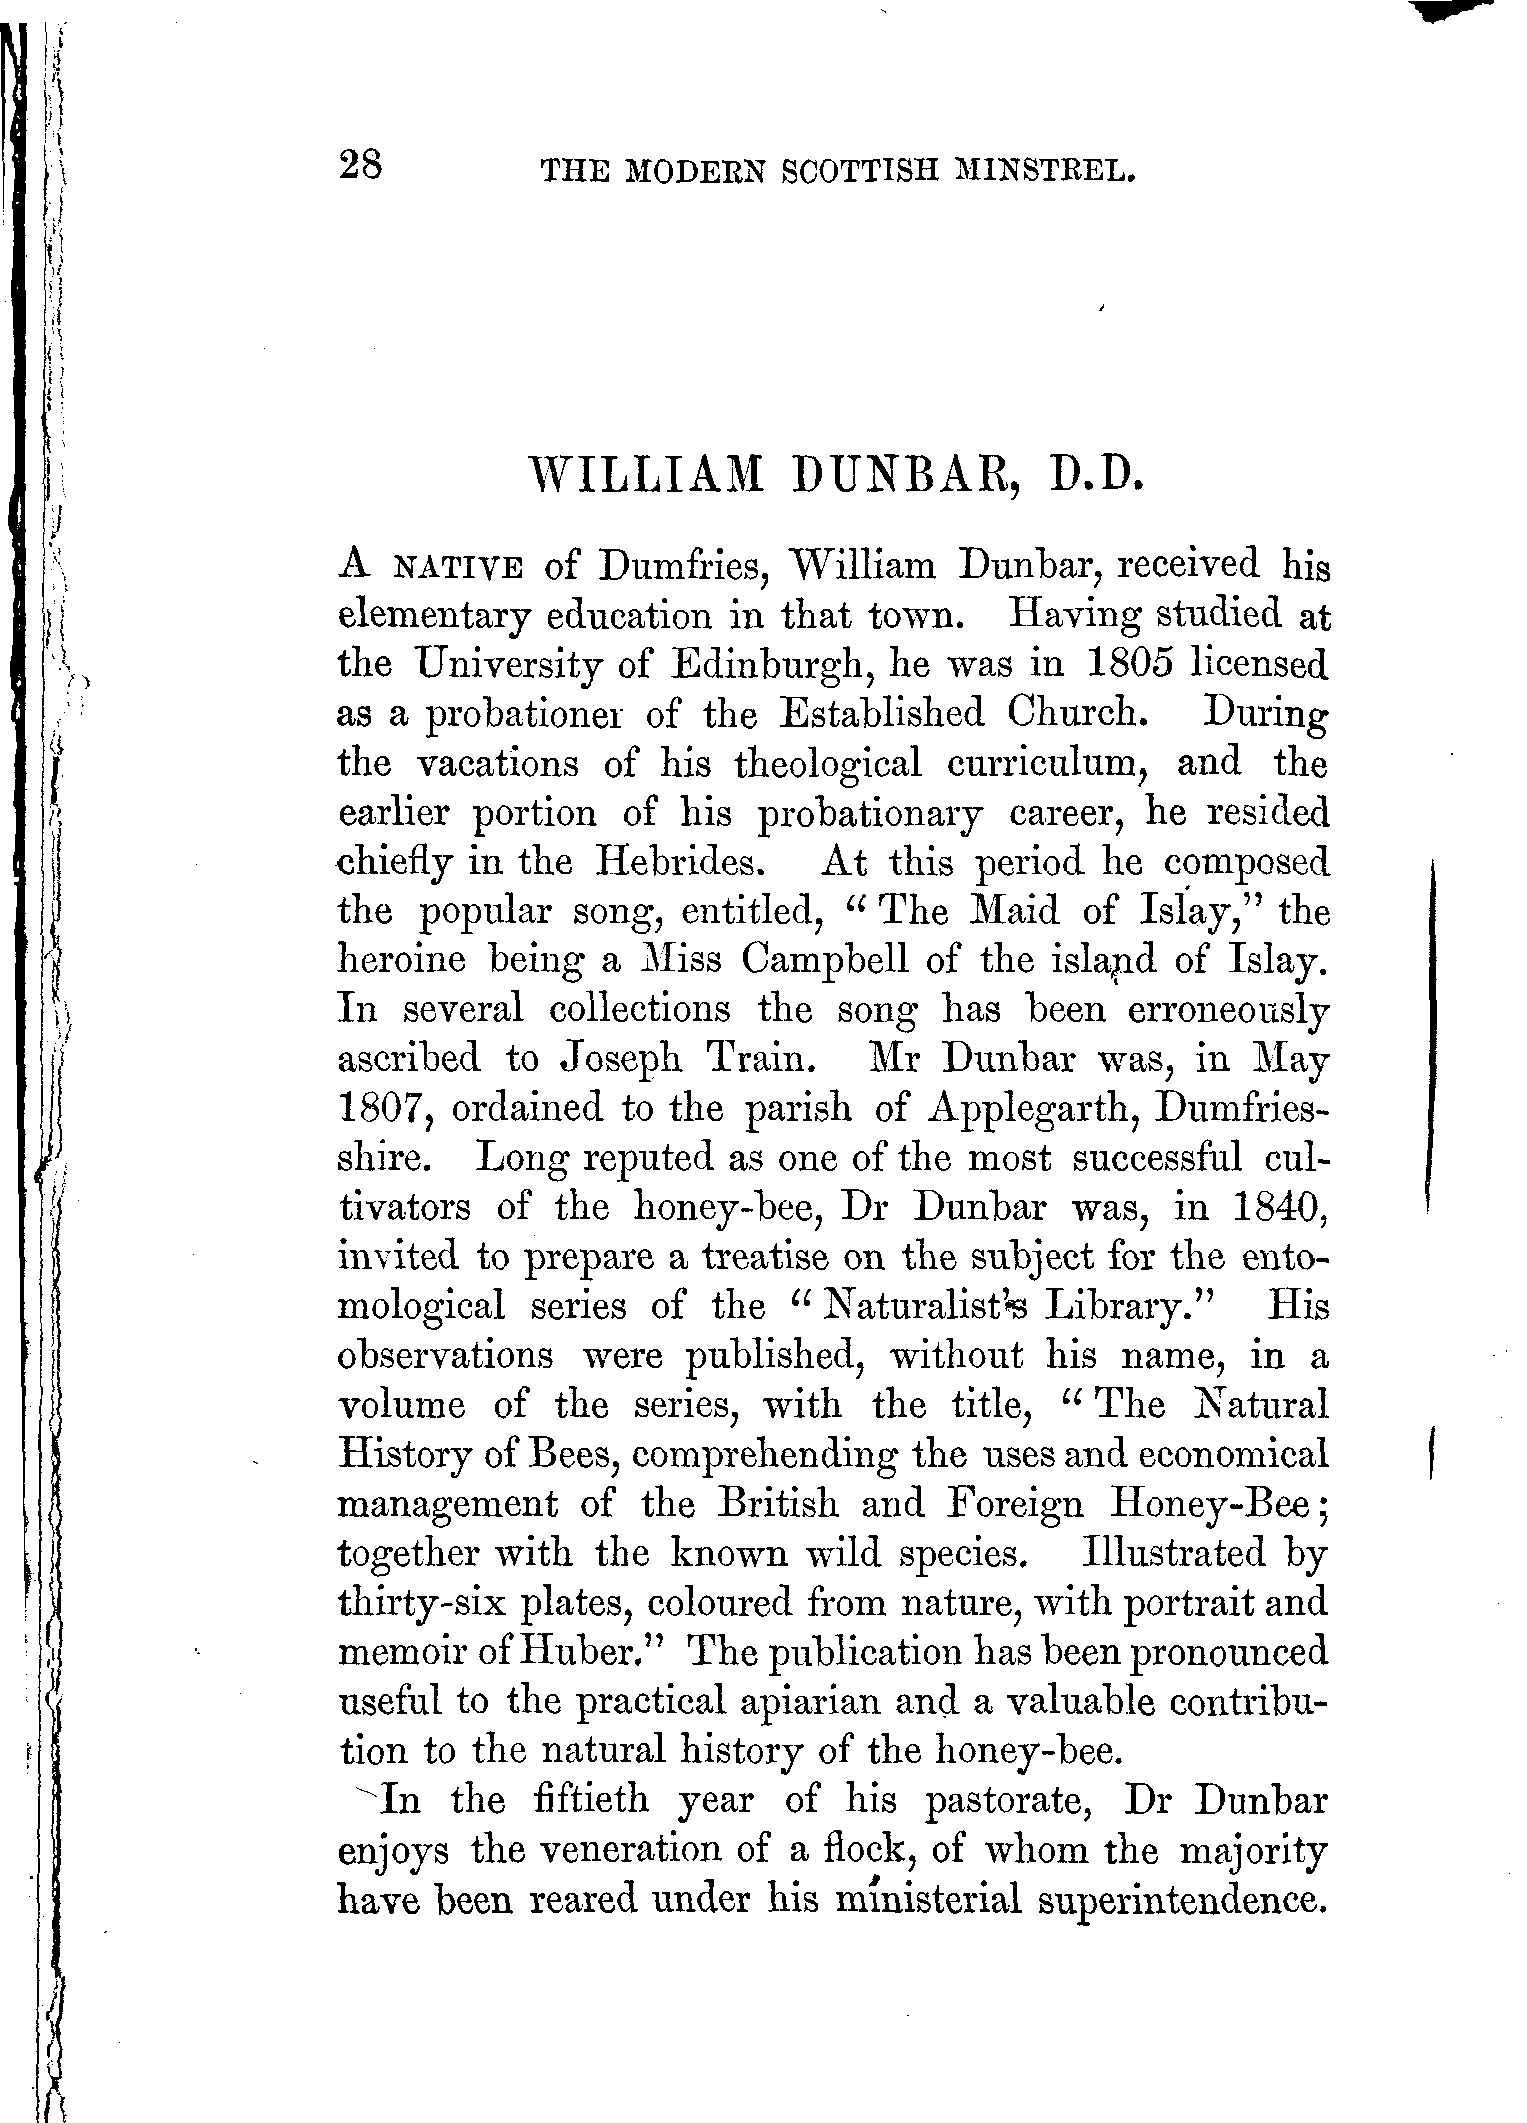 28 THE MODERN SCOTTISH MINSTREL.
WILLIAM DUNBAR, D.D.
A NATIVE of Dumfries, William Dunbar, received his
elementary education in that town. Having studied at
the University of Edinburgh, he was in 1805 licensed
as a probationer of the Established Church. During
the vacations of his theological curriculum, and the
earlier portion of his probationary career, he resided
chiefly in the Hebrides. At this period he composed
the popular song, entitled, “The Maid of Islay,” the
heroine being a Miss Campbell of the island of Islay.
In several collections the song has been erroneously
ascribed to Joseph Train. Mr Dunbar was, in May
1807, ordained to the parish of Applegarth, Dumfries-
shire. Long reputed as one of the most successful cul-
tivators of the honey-bee, Dr Dunbar was, in 1840,
invited to prepare a treatise on the subject for the ento-
mological series of the “Naturalist's Library.” His
observations were published, without his name, in a
volume of the series, with the title, “The Natural
History of Bees, comprehending the uses and economical
management of the British and Foreign Honey-Bee;
together with the known wild species. Illustrated by
thirty-six plates, coloured from nature, with portrait and
memoir of Huber.” The publication has been pronounced
useful to the practical apiarian and a valuable contribu-
tion to the natural history of the honey-bee.
In the fiftieth year of his pastorate, Dr Dunbar
enjoys the veneration of a flock, of whom the majority
have been reared under his ministerial superintendence.